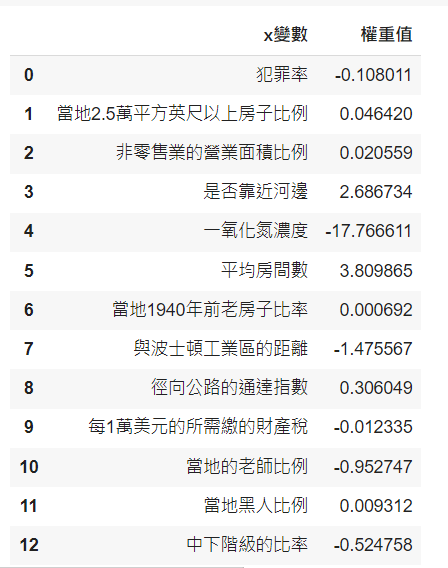 x變數 權重值
0 犯罪率 -0.108011
1 當地2.5萬平方英尺以上房子比例 0.046420
2 非零售業的營業面積比例 0.020559
3 是否靠近河邊 2.686734
4 一氧化氮濃度 -17.766611
5 平均房間數 3.809865
6 當地1940年前老房子比率 0.000692
7 與波士頓工業區的距離 -1.475567
8 徑向公路的通達指數 0.306049
9 每1萬美元的所需繳的財產稅 -0.012335
10 當地的老師比例 -0.952747
11 當地黑人比例 0.009312
12 中下階級的比率 -0.524758